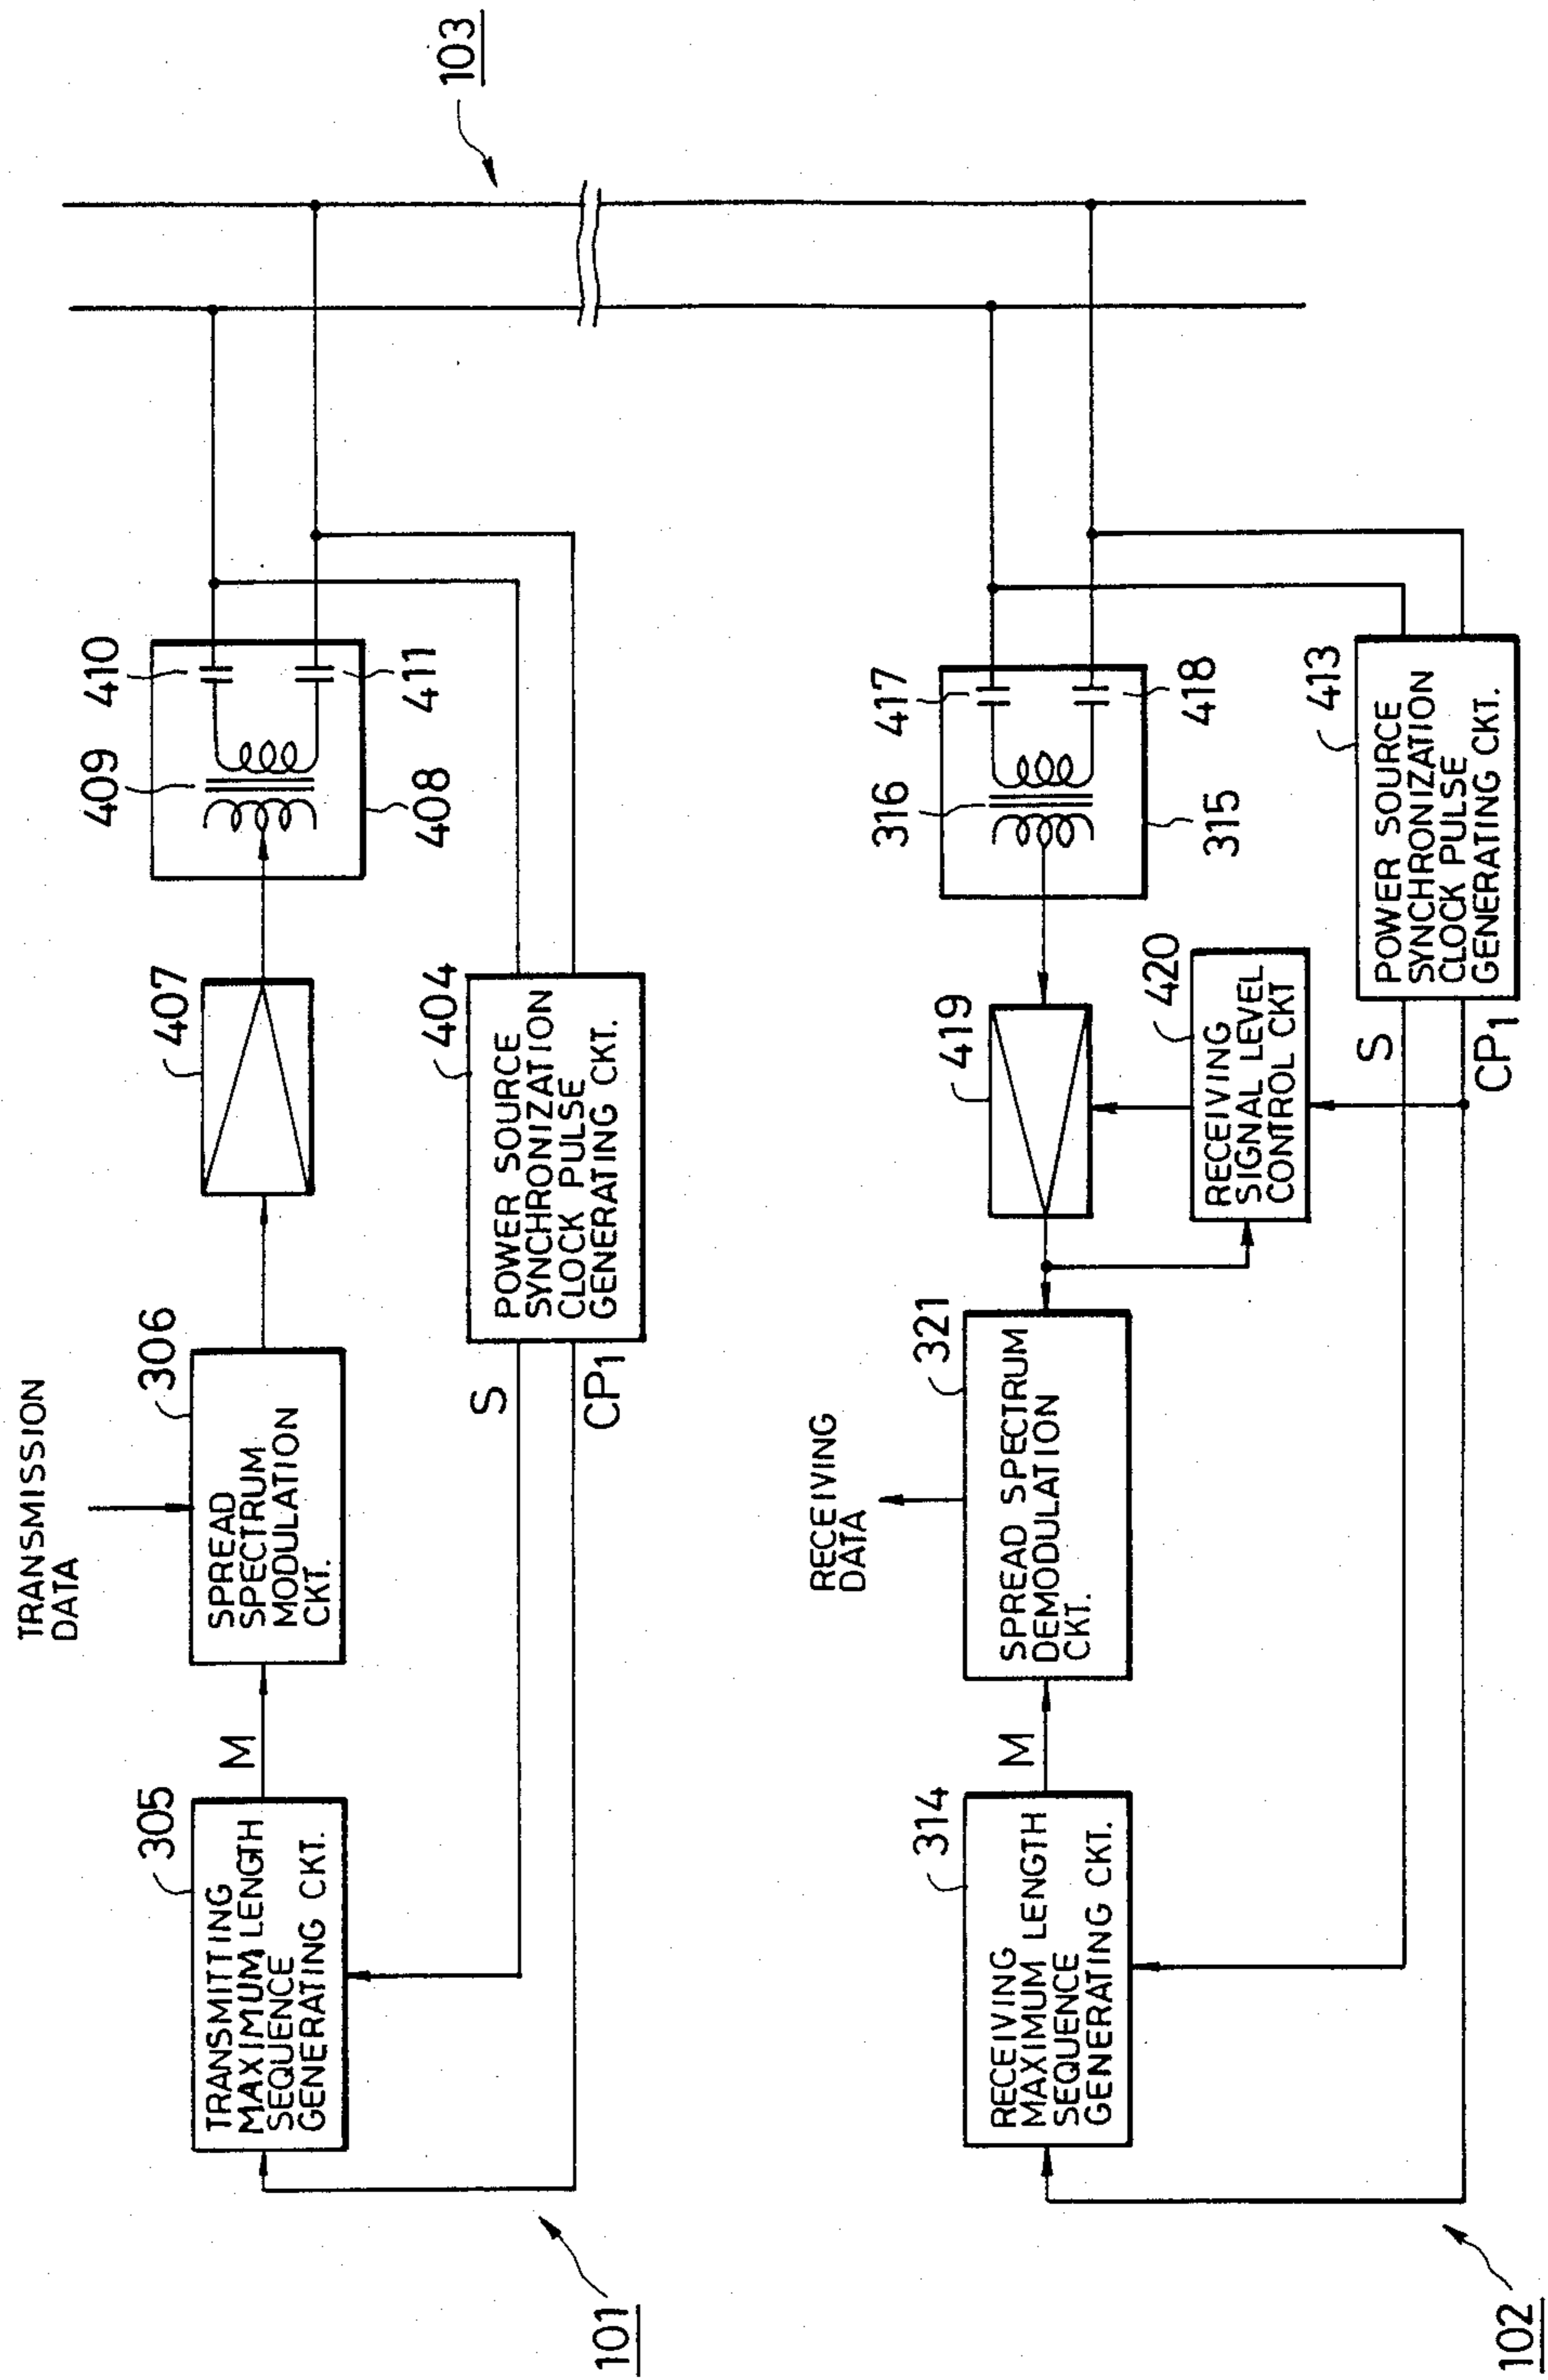 TRANSMISSION
DATA
305
TRANSMITTING
MAXIMUM LENGTH
SEQUENCE
GENERATING CKT.
M
306
SPREAD
SPECTRUM
MODULATION
CKT.
407
409
410
411
408
103
S
CP1
404
POWER SOURCE
SYNCHRONIZATION
CLOCK PULSE
GENERATING CKT.
101
RECEIVING
DATA
314
RECEIVING
MAXIMUM LENGTH
SEQUENCE
GENERATING CKT.
M
321
SPREAD SPECTRUM
DEMODULATION
CKT.
419
316
417
418
315
420
RECEIVING
SIGNAL LEVEL
CONTROL CKT
413
POWER SOURCE
SYNCHRONIZATION
CLOCK PULSE
GENERATING CKT.
S
CP1
102